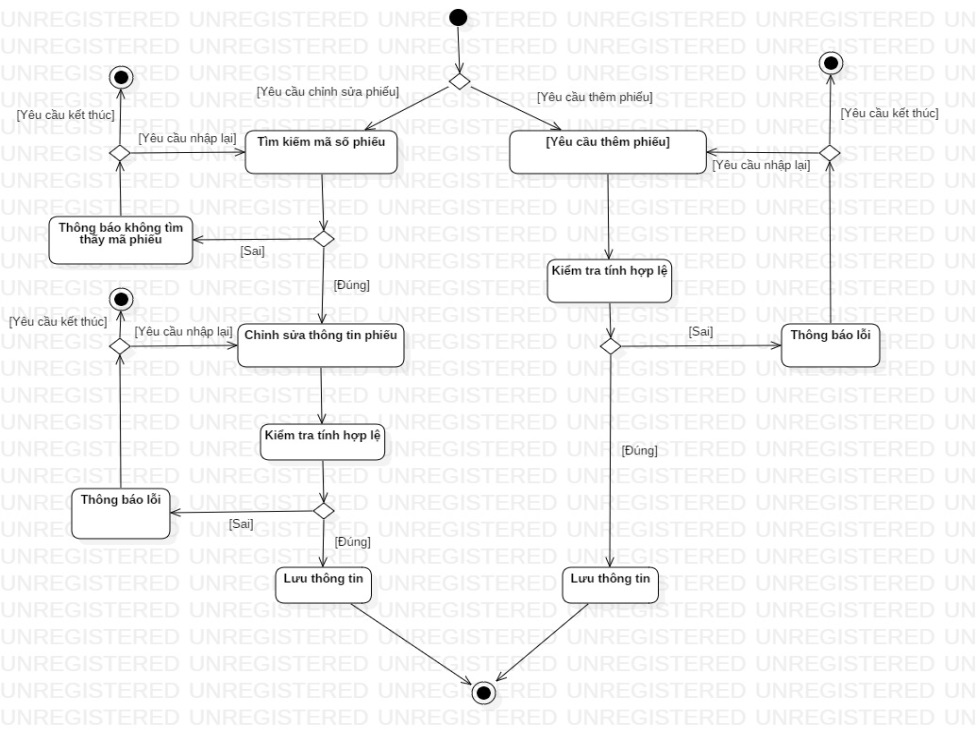 UNREGISTERED UNREGISTERED UNREGISTERED UNREGISTERED UNREGISTERED
[Yêu cầu chỉnh sửa phiếu]
[Yêu cầu thêm phiếu]
[Yêu cầu kết thúc]
[Yêu cầu kết thúc]
[Yêu cầu nhập lại]
Tìm kiếm mã số phiếu
[Yêu cầu thêm phiếu]
[Yêu cầu nhập lại]
Thông báo không tìm
thấy mã phiếu
[Sai]
[Đúng]
Kiểm tra tính hợp lệ
[Yêu cầu kết thúc]
[Yêu cầu nhập lại]
Chỉnh sửa thông tin phiếu
[Sai]
Thông báo lỗi
Kiểm tra tính hợp lệ
[Đúng]
Thông báo lỗi
[Sai]
[Đúng]
Lưu thông tin
Lưu thông tin